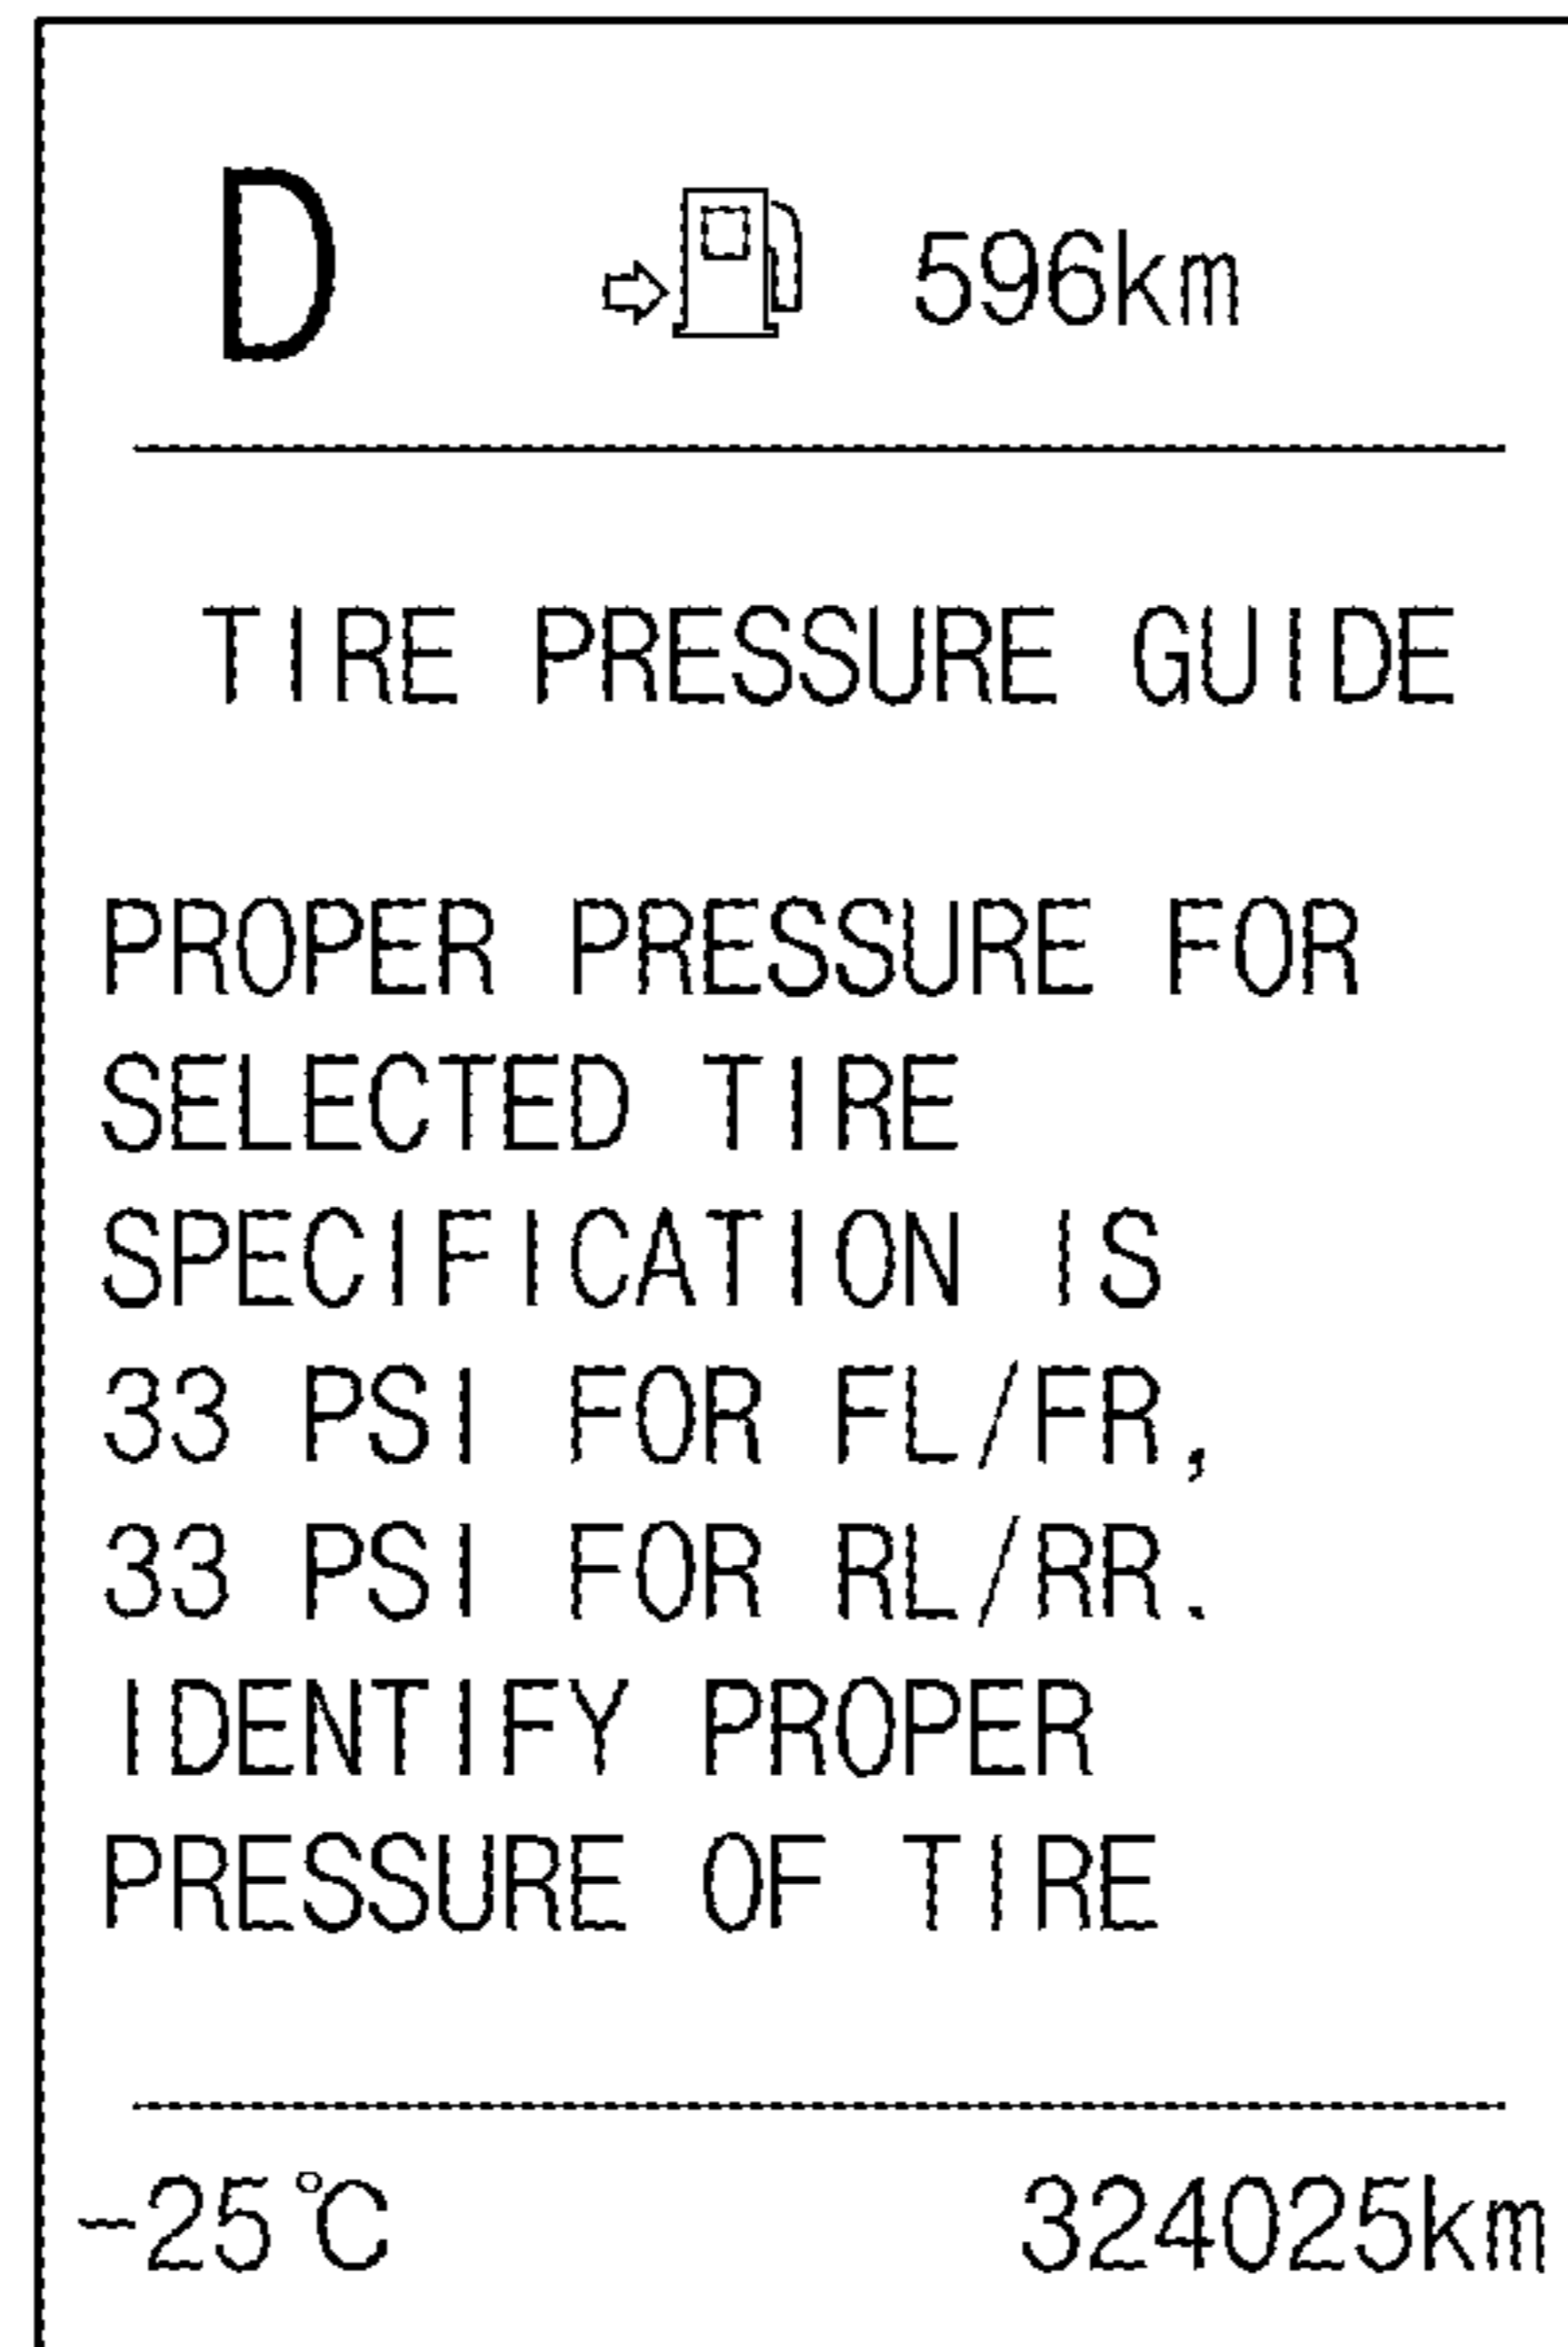 D 596km
TIRE PRESSURE GUIDE
PROPER PRESSURE FOR
SELECTED TIRE
SPECIFICATION IS
33 PSI FOR FL/FR,
33 PSI FOR RL/RR.
IDENTIFY PROPER
PRESSURE OF TIRE
-25℃ 324025km